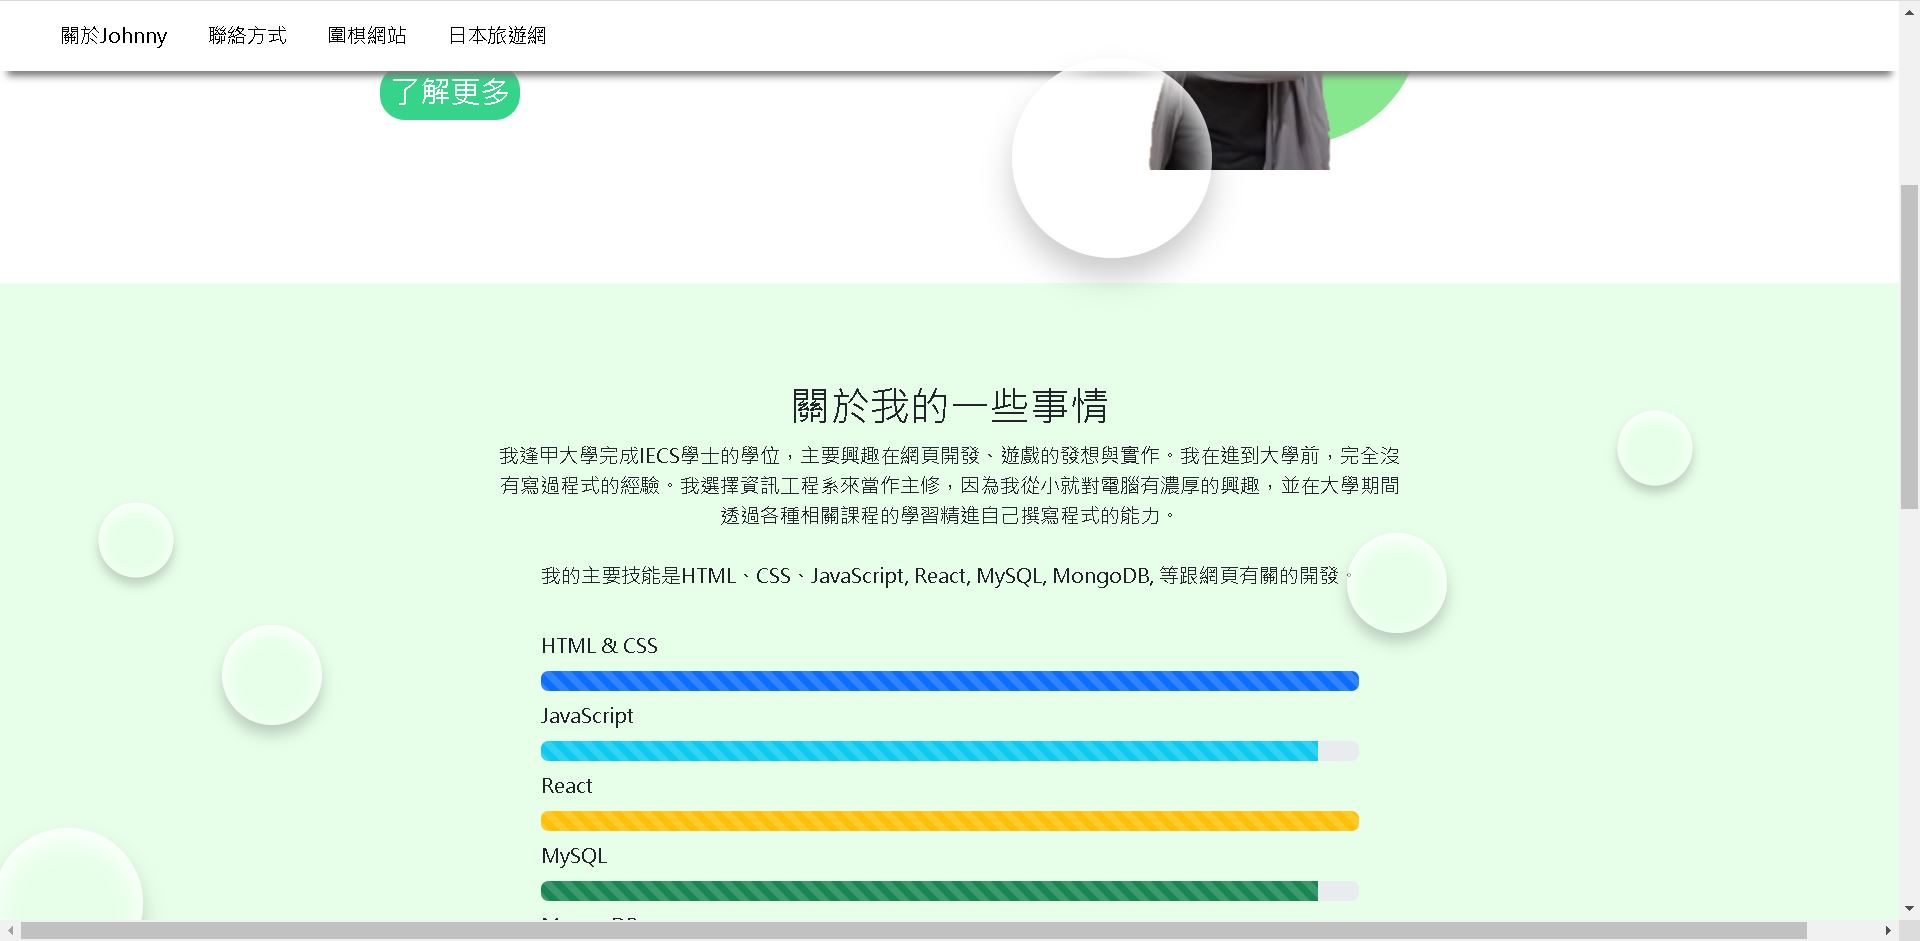 關於Johnny 聯絡方式 圍棋網站 日本旅遊網
了解更多
關於我的一些事情
我逢甲大學完成IECS學士的學位，主要興趣在網頁開發、遊戲的發想與實作。我在進到大學前，完全沒
有寫過程式的經驗。我選擇資訊工程系來當作主修，因為我從小就對電腦有濃厚的興趣，並在大學期間
透過各種相關課程的學習精進自己撰寫程式的能力。
我的主要技能是HTML、CSS、JavaScript, React, MySQL, MongoDB, 等跟網頁有關的開發。
HTML & CSS
JavaScript
React
MySQL